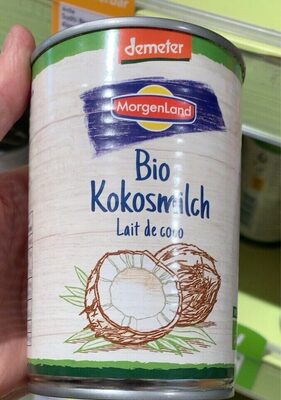 demeter
MorgenLand
Bio
Kokosmilch
Lait de coco